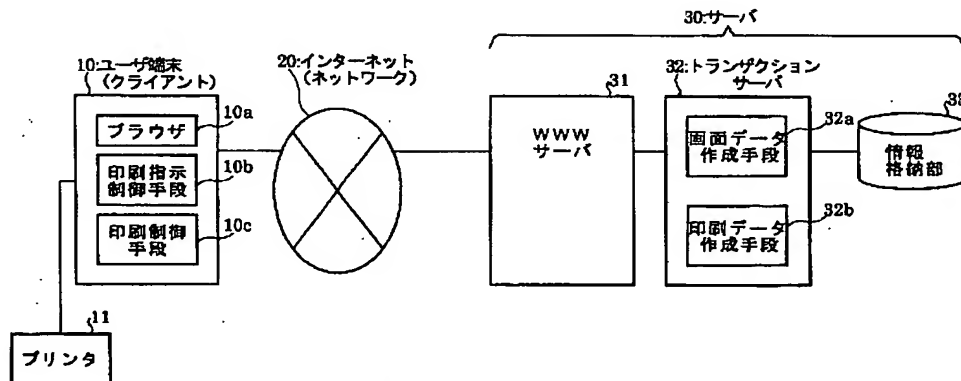 30:サーバ
10:ユーザ端末
(クライアント)
20:インターネット
(ネットワーク)
31
32:トランザクション
サーバ
ブラウザ
10a
印刷指示
制御手段
10b
印刷制御
手段
10c
WWW
サーバ
画面データ
作成手段
32a
印刷データ
作成手段
32b
情報
格納部
11
プリンタ